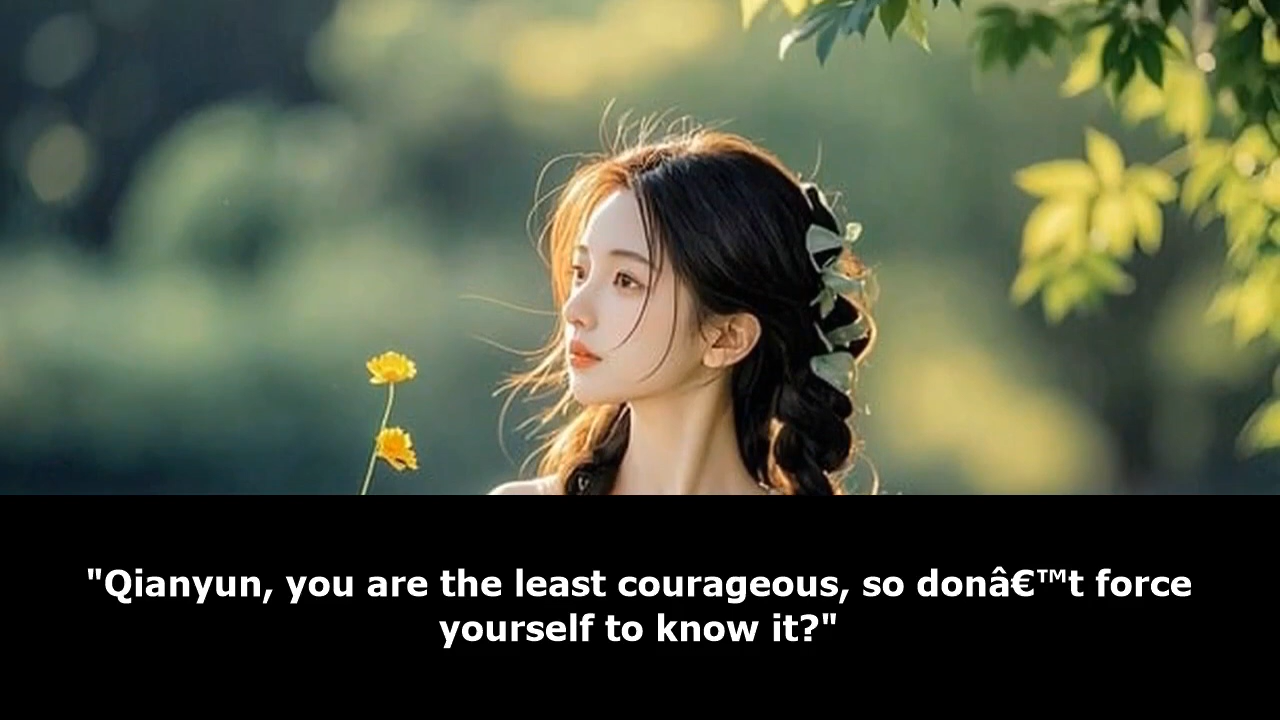 "Qianyun, you are the least courageous, so donâ€™t force
yourself to know it?"